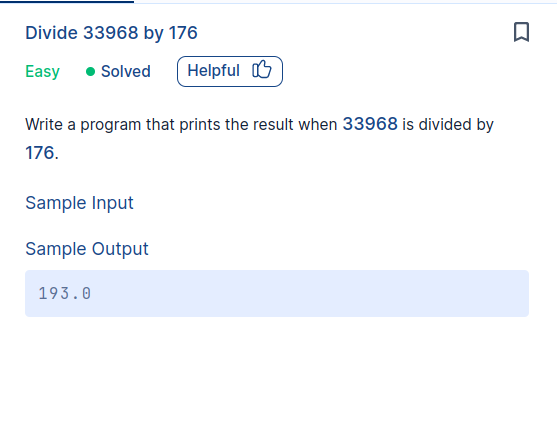 Divide 33968 by 176
Easy Solved Helpful
Write a program that prints the result when 33968 is divided by
176.
Sample Input
Sample Output
193.0